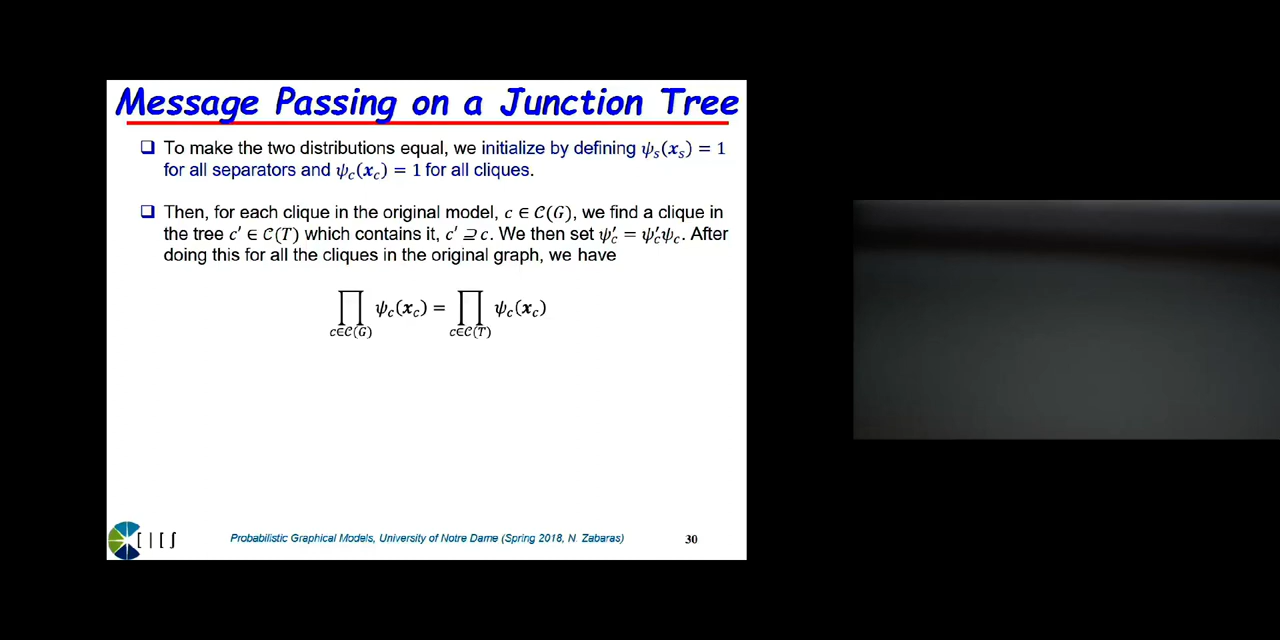 Message Passing on a Junction Tree
❑ To make the two distributions equal, we initialize by defining ψₛ(𝒙ₛ) = 1
for all separators and ψ_c(𝒙_c) = 1 for all cliques.
❑ Then, for each clique in the original model, c ∈ 𝒞(G), we find a clique in
the tree c′ ∈ 𝒞(T) which contains it, c′ ⊇ c. We then set ψ′_c = ψ′_cψ_c. After
doing this for all the cliques in the original graph, we have
∏_{c∈𝒞(G)} ψ_c(𝒙_c) = ∏_{c∈𝒞(T)} ψ_c(𝒙_c)
Probabilistic Graphical Models, University of Notre Dame (Spring 2018, N. Zabaras)
30